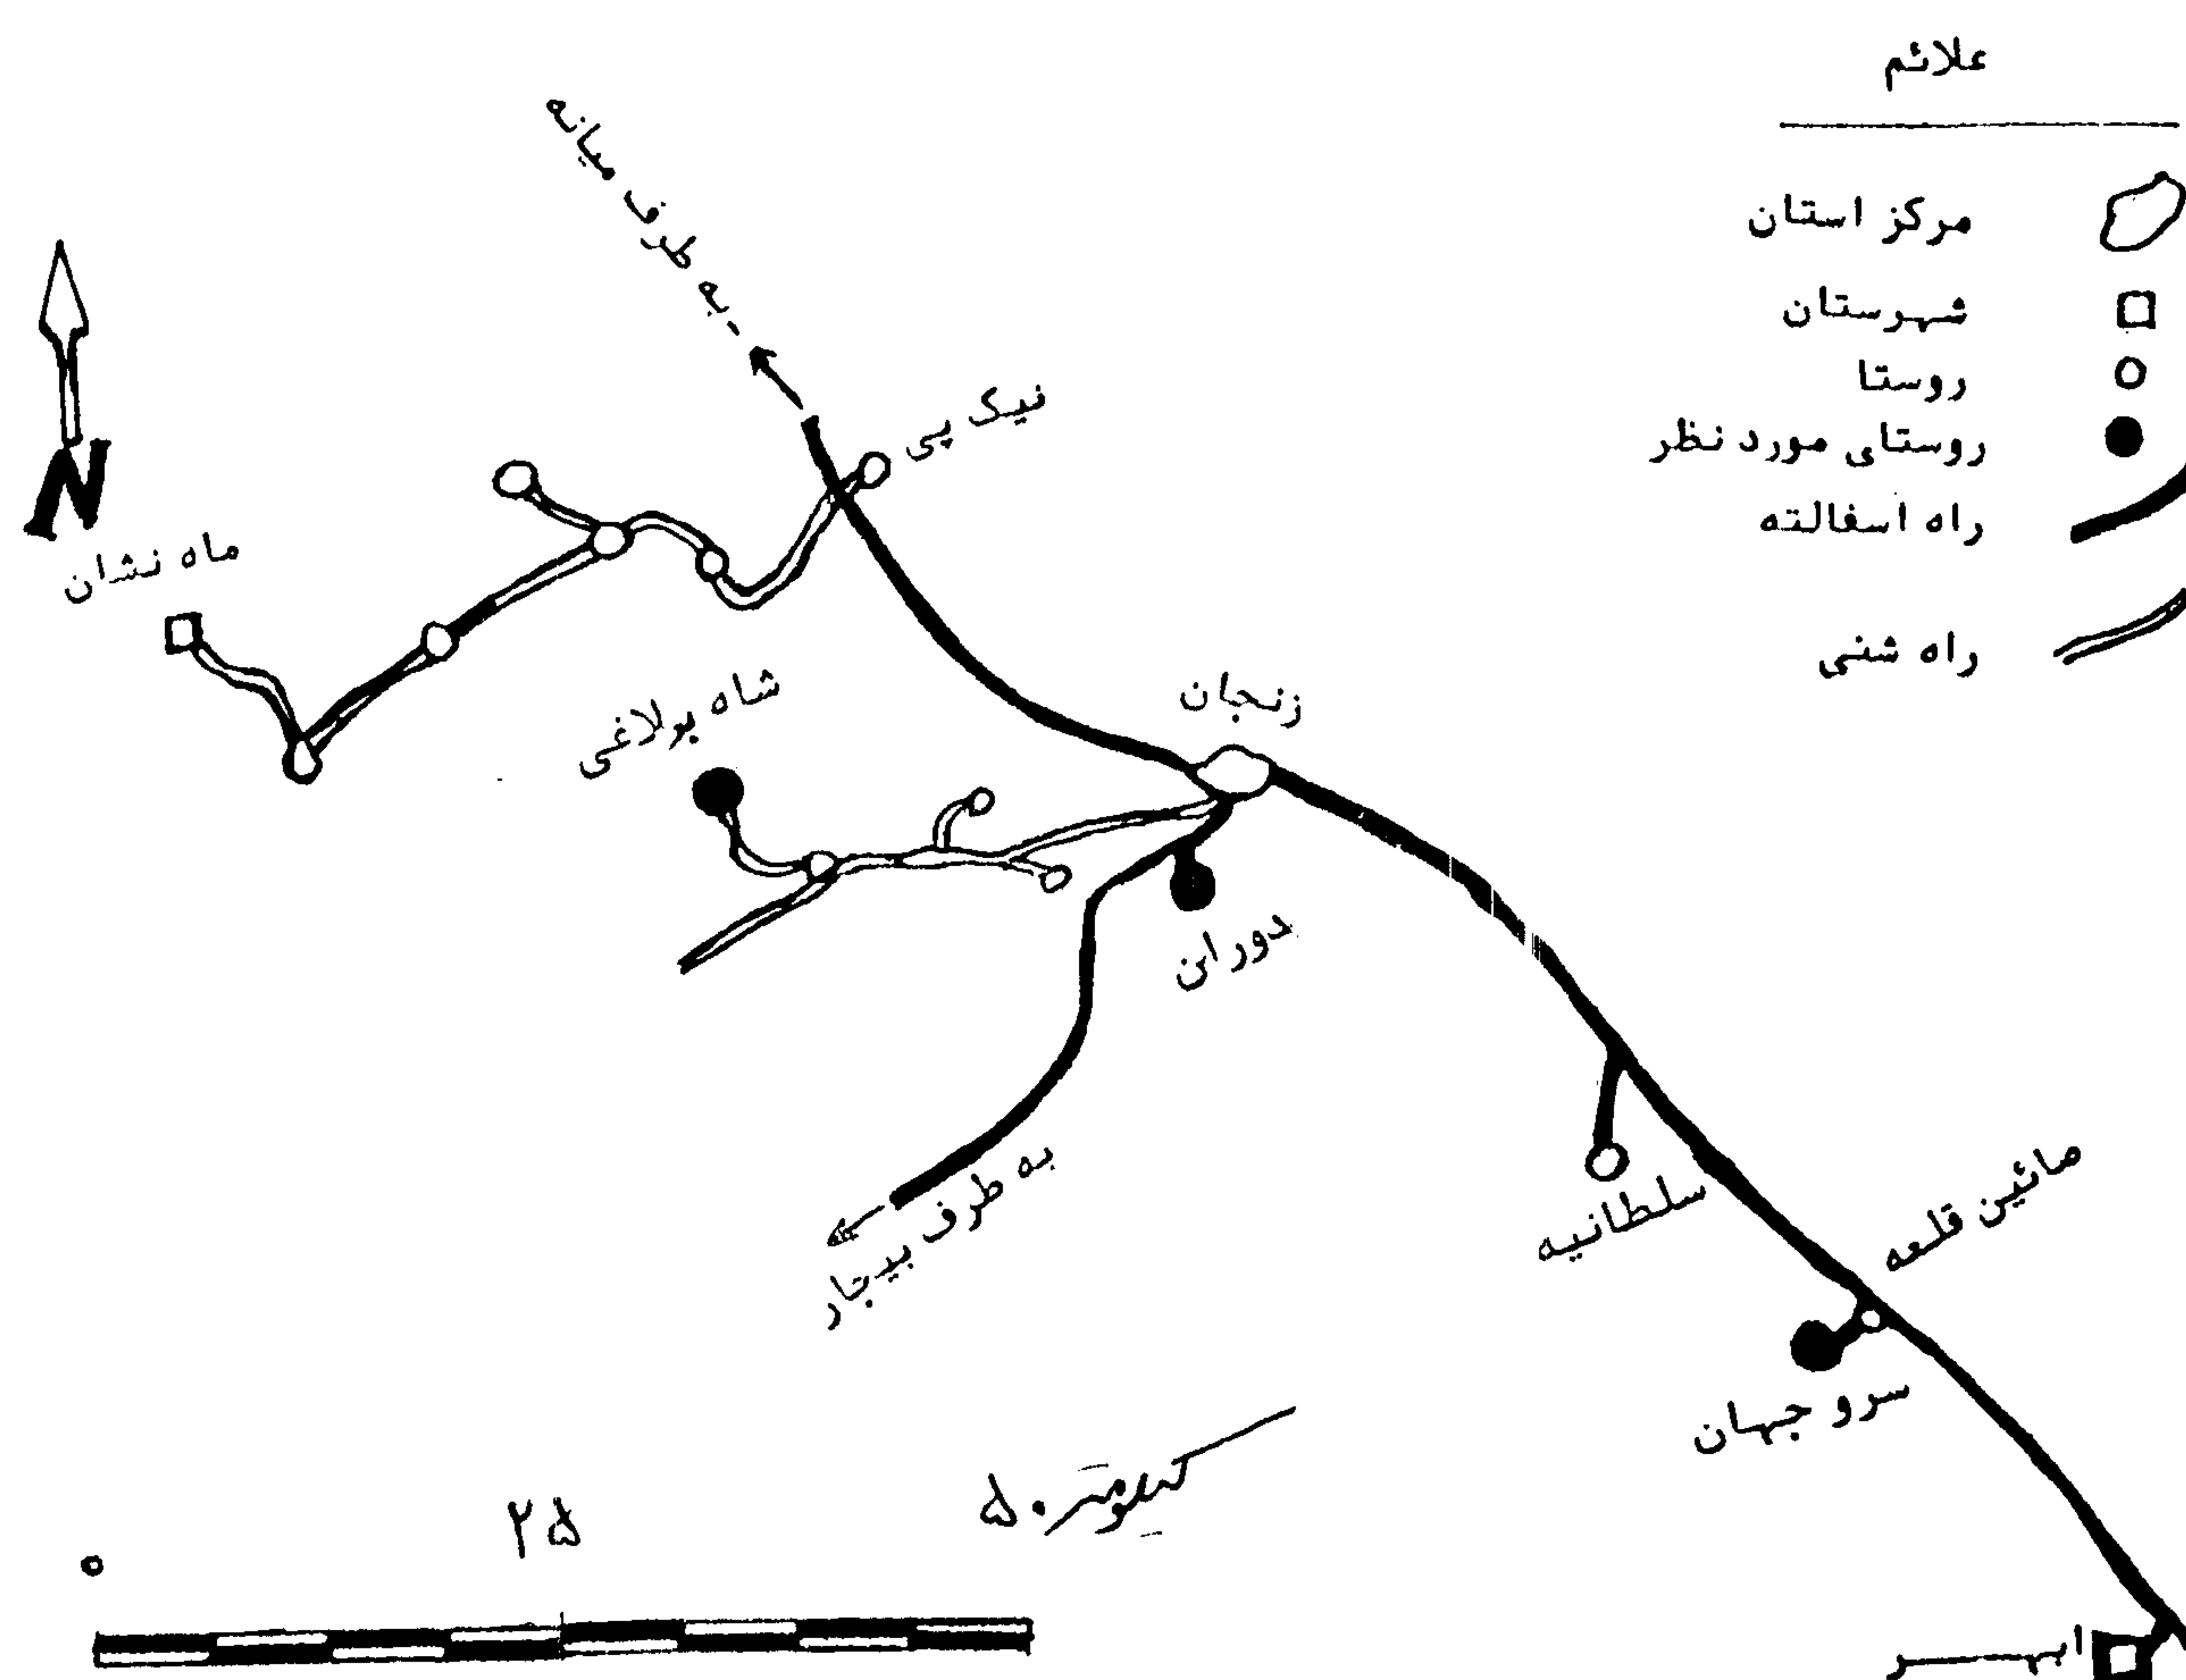 علائم
مرکز استان
شهرستان
روستا
روستای مورد نظر
راه اسفالته
راه شنی
به طرف میانه
نیک پی
N
ماه نشان
زنجان
شاه بولاغی
دوران
به طرف بیجار
سلطانیه
صائین قلعه
سرو جهان
ابهر
۰
۲۵
۵۰ کیلومتر